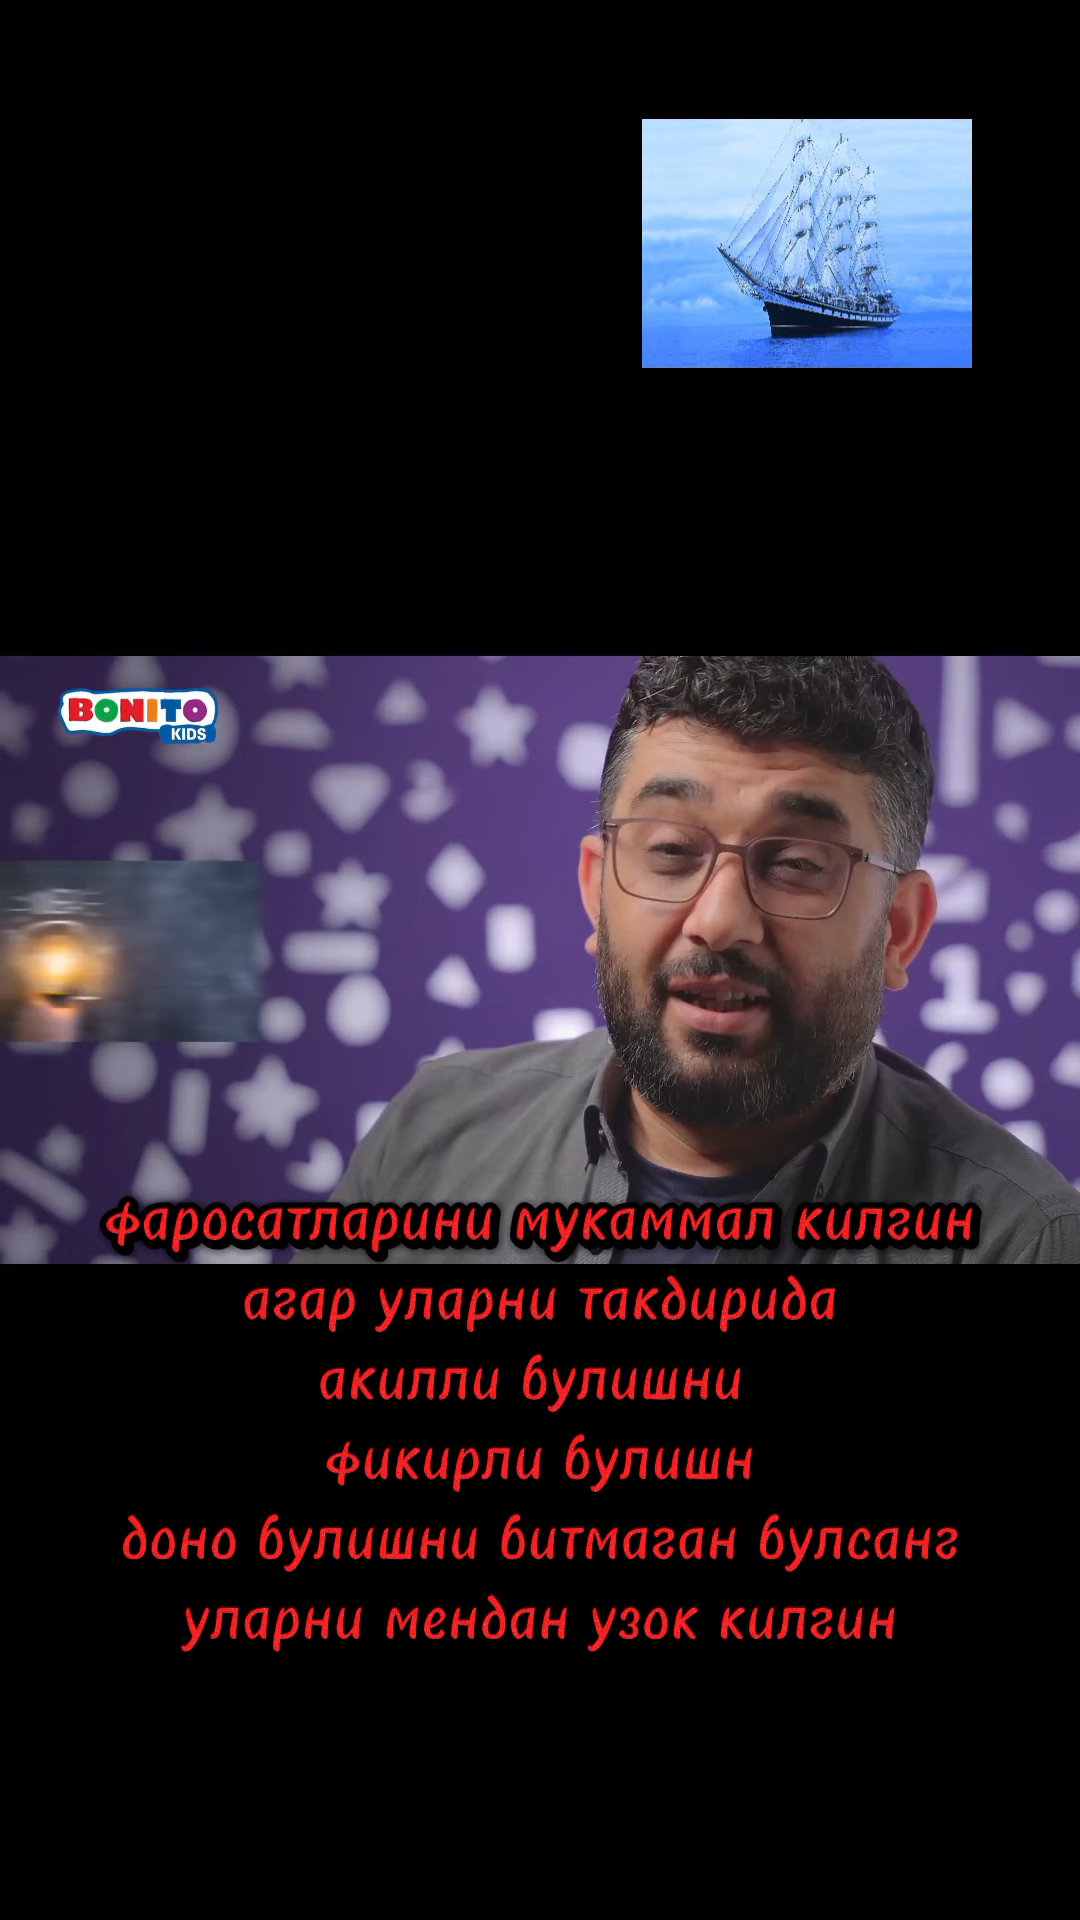 BONITO
KIDS
фаросатларини мукаммал килгин
агар уларни такдирида
акилли булишни
фикирли булишн
доно булишни битмаган булсанг
уларни мендан узок килгин